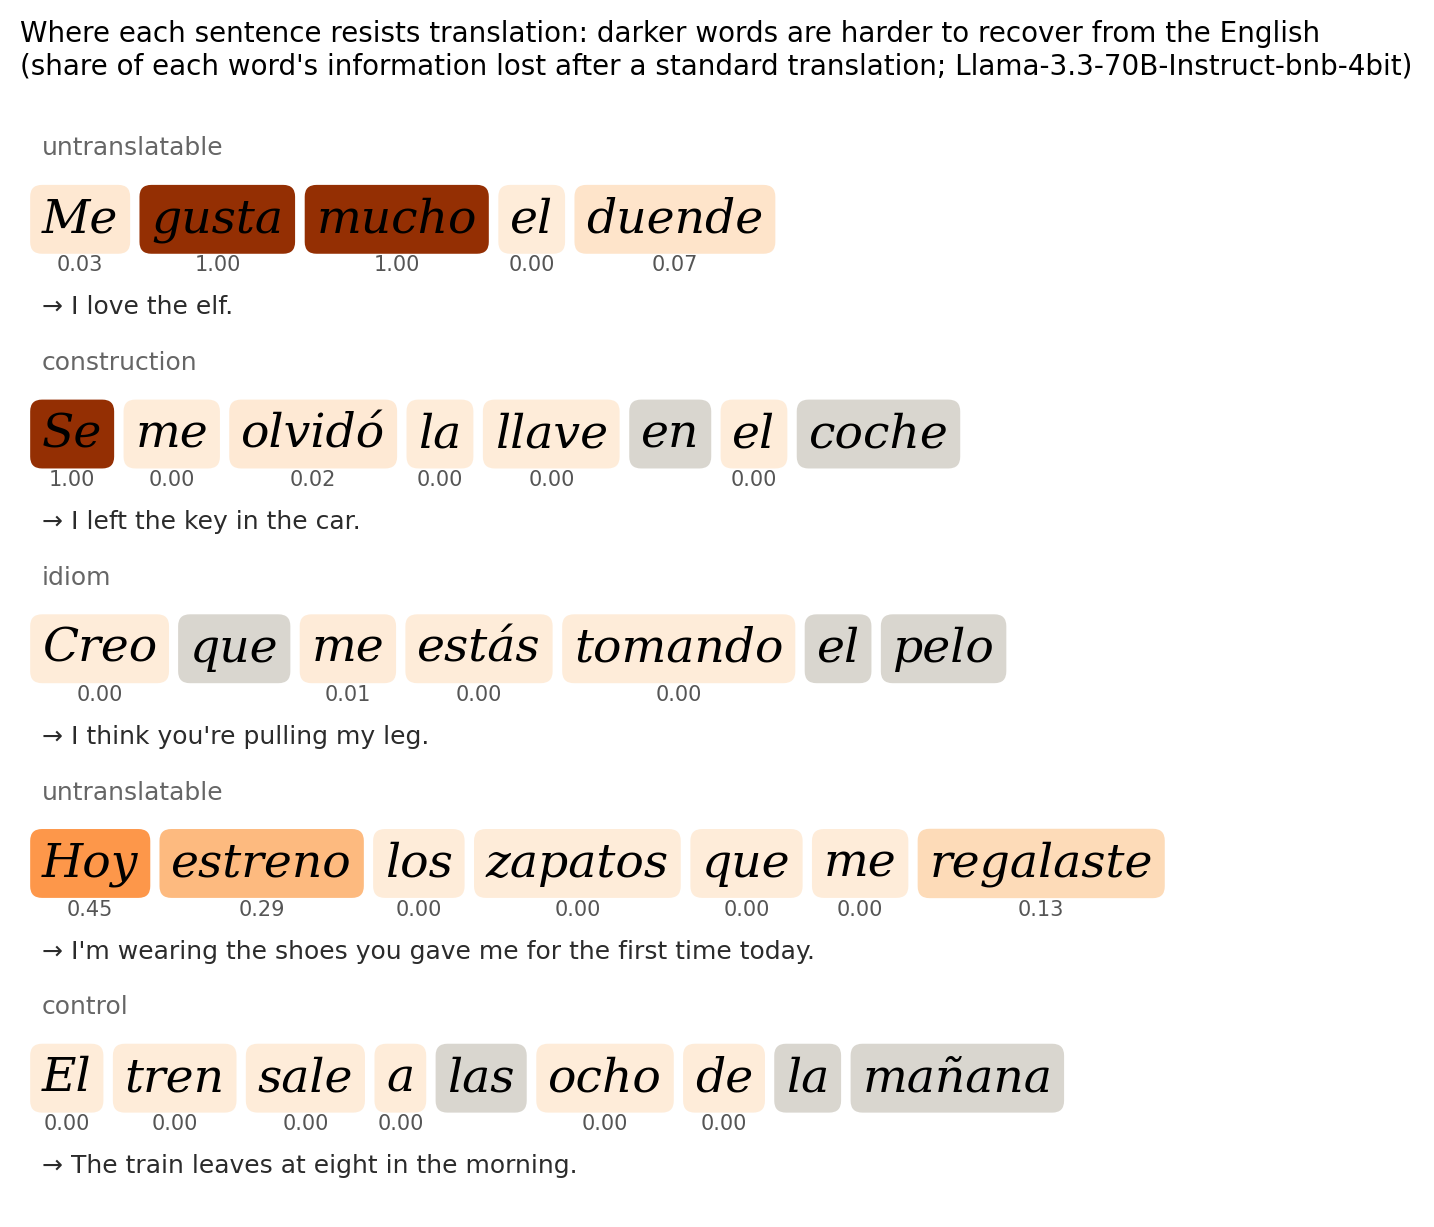 Where each sentence resists translation: darker words are harder to recover from the English
(share of each word's information lost after a standard translation; Llama-3.3-70B-Instruct-bnb-4bit)
untranslatable
Me gusta mucho el duende
0.03 1.00 1.00 0.00 0.07
→ I love the elf.
construction
Se me olvidó la llave en el coche
1.00 0.00 0.02 0.00 0.00 0.00
→ I left the key in the car.
idiom
Creo que me estás tomando el pelo
0.00 0.01 0.00 0.00
→ I think you're pulling my leg.
untranslatable
Hoy estreno los zapatos que me regalaste
0.45 0.29 0.00 0.00 0.00 0.00 0.13
→ I'm wearing the shoes you gave me for the first time today.
control
El tren sale a las ocho de la mañana
0.00 0.00 0.00 0.00 0.00 0.00
→ The train leaves at eight in the morning.